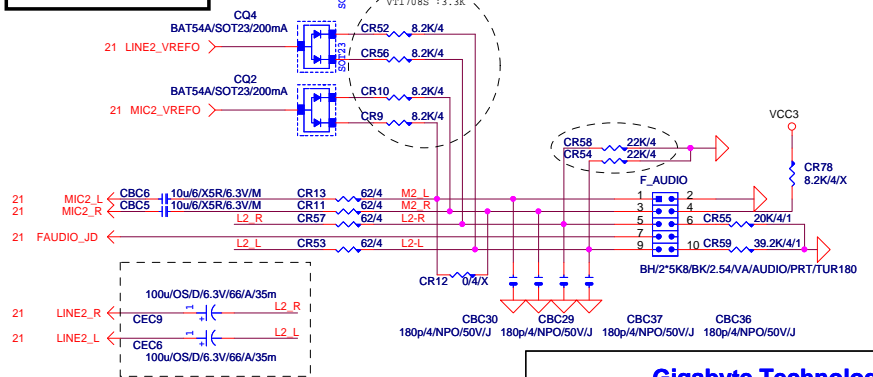 VT1708S :3.3K
CQ4
BAT54A/SOT23/200mA
SOT23
21 LINE2_VREFO
CR52 8.2K/4
CR56 8.2K/4
CQ2
BAT54A/SOT23/200mA
21 MIC2_VREFO
CR10 8.2K/4
CR9 8.2K/4
VCC3
CR58 22K/4
CR54 22K/4
CR78
8.2K/4/X
F_AUDIO
21 MIC2_L CBC6 10u/6/X5R/6.3V/M CR13 62/4 M2_L 1 2
21 MIC2_R CBC5 10u/6/X5R/6.3V/M CR11 62/4 M2_R 3 4
L2_R CR57 62/4 L2-R 5 6 CR55 20K/4/1
21 FAUDIO_JD 7
L2_L CR53 62/4 L2-L 9 10 CR59 39.2K/4/1
BH/2*5K8/BK/2.54/VA/AUDIO/PRT/TUR180
CR12 0/4/X
100u/OS/D/6.3V/66/A/35m
21 LINE2_R 1 + L2_R
CEC9
21 LINE2_L 1 + L2_L
CEC6
100u/OS/D/6.3V/66/A/35m
CBC30 CBC29 CBC37 CBC36
180p/4/NPO/50V/J 180p/4/NPO/50V/J 180p/4/NPO/50V/J 180p/4/NPO/50V/J
Gigabyte Technolo